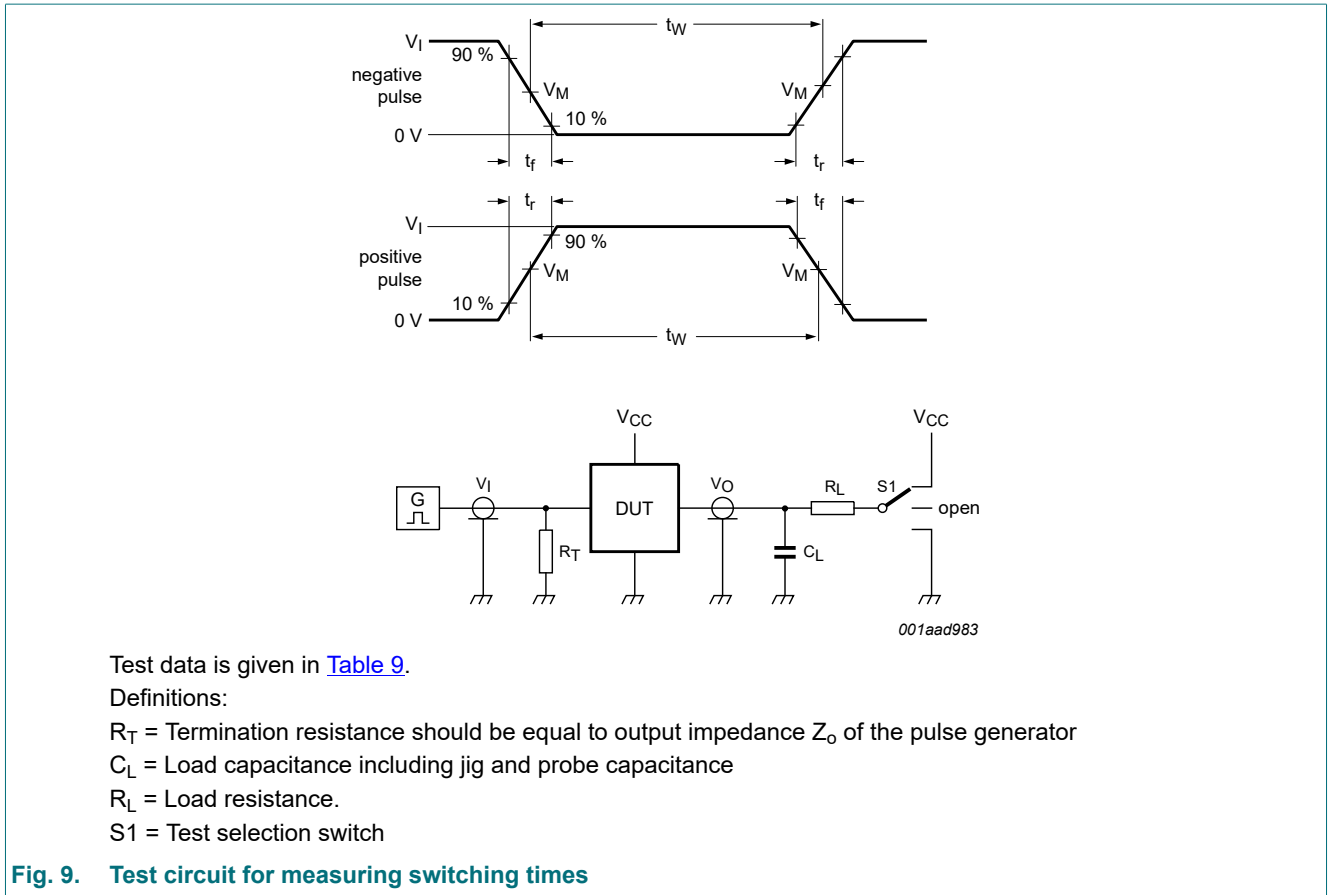 tW
VI
90 %
negative
pulse
VM
VM
10 %
0 V
tf
tr
tr
tf
VI
90 %
positive
pulse
VM
VM
10 %
0 V
tW
VCC
VCC
G
VI
DUT
VO
RL
S1
open
RT
CL
001aad983
Test data is given in Table 9.
Definitions:
RT = Termination resistance should be equal to output impedance Zo of the pulse generator
CL = Load capacitance including jig and probe capacitance
RL = Load resistance.
S1 = Test selection switch
Fig. 9. Test circuit for measuring switching times